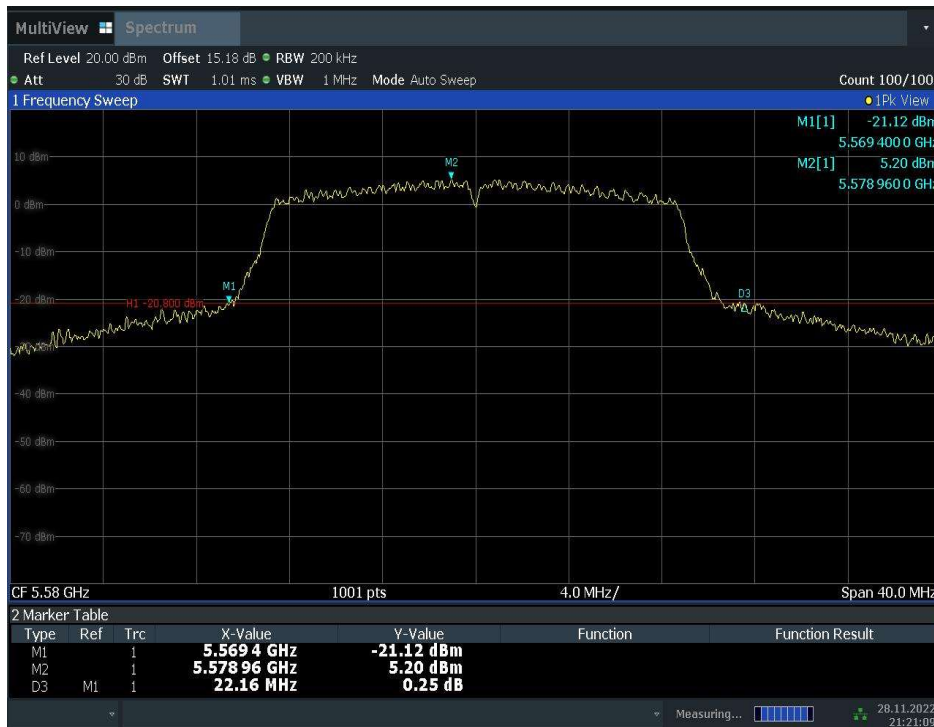 MultiView Spectrum
Ref Level 20.00 dBm Offset 15.18 dB RBW 200 kHz
Att 30 dB SWT 1.01 ms VBW 1 MHz Mode Auto Sweep Count 100/100
1 Frequency Sweep 1Pk View
M1[1] -21.12 dBm
5.569 400 0 GHz
10 dBm
M2
M2[1] 5.20 dBm
5.578 960 0 GHz
0 dBm
-10 dBm
M1
-20 dBm
H1 -20.800 dBm
D3
-40 dBm
-50 dBm
-60 dBm
-70 dBm
CF 5.58 GHz 1001 pts 4.0 MHz/ Span 40.0 MHz
2 Marker Table
Type Ref Trc X-Value Y-Value Function Function Result
M1 1 5.569 4 GHz -21.12 dBm
M2 1 5.578 96 GHz 5.20 dBm
D3 M1 1 22.16 MHz 0.25 dB
Measuring... 28.11.2022
21:21:09